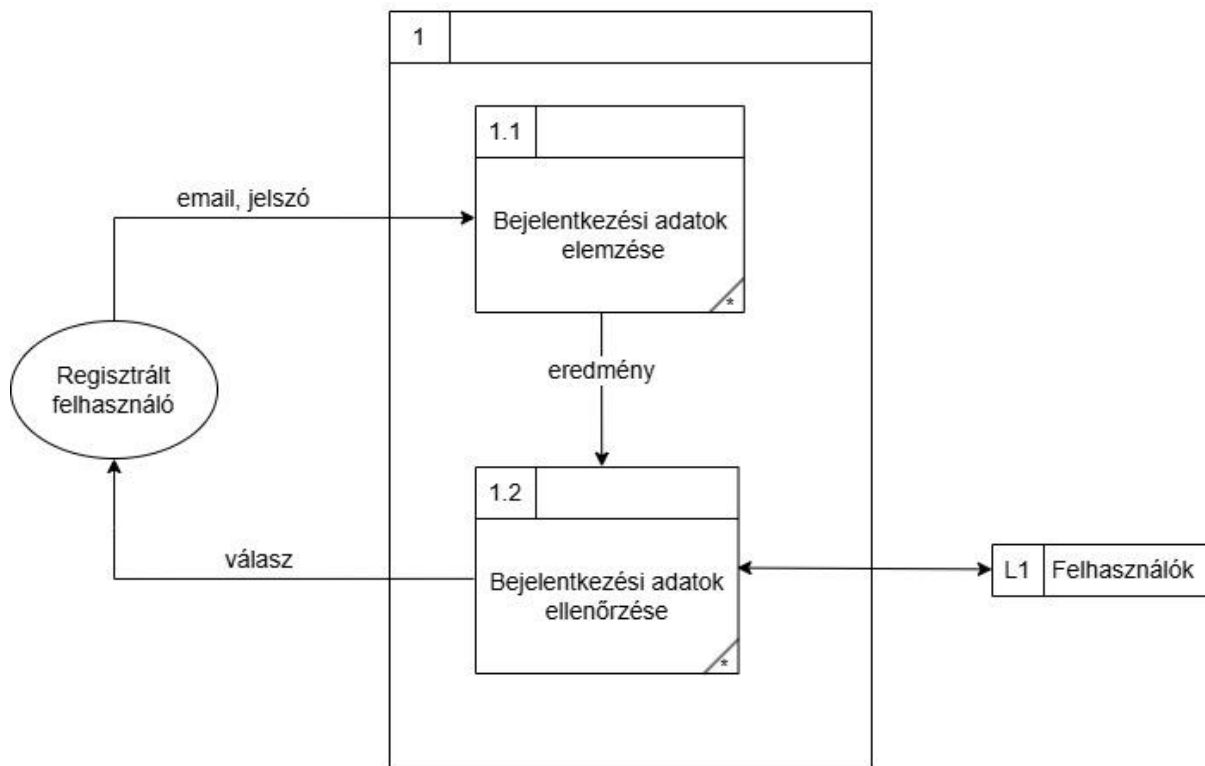 1
1.1
email, jelszó
Bejelentkezési adatok
elemzése
*
eredmény
Regisztrált
felhasználó
1.2
válasz
Bejelentkezési adatok
ellenőrzése
*
L1 Felhasználók